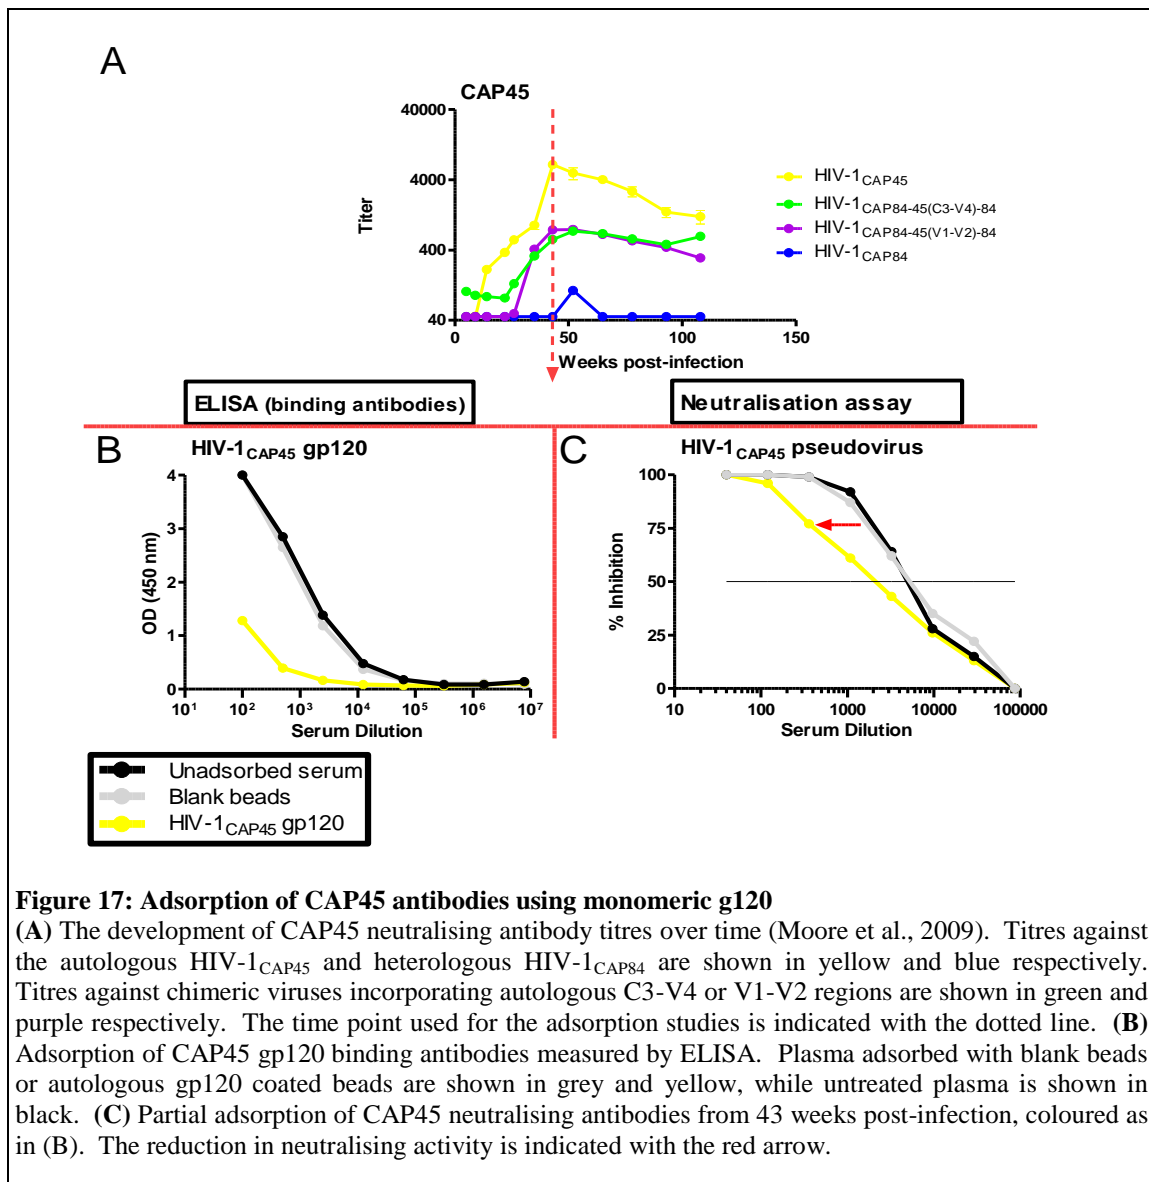 A
CAP45
40000
4000
400
40
Titer
0
50
100
150
Weeks post-infection
HIV-1CAP45
HIV-1CAP84-45(C3-V4)-84
HIV-1CAP84-45(V1-V2)-84
HIV-1CAP84
ELISA (binding antibodies)
Neutralisation assay
B
HIV-1CAP45 gp120
4
3
2
1
0
OD (450 nm)
10¹
10²
10³
10⁴
10⁵
10⁶
10⁷
Serum Dilution
C
HIV-1CAP45 pseudovirus
100
75
50
25
0
% Inhibition
10
100
1000
10000
100000
Serum Dilution
Unadsorbed serum
Blank beads
HIV-1CAP45 gp120
Figure 17: Adsorption of CAP45 antibodies using monomeric g120
(A) The development of CAP45 neutralising antibody titres over time (Moore et al., 2009). Titres against
the autologous HIV-1CAP45 and heterologous HIV-1CAP84 are shown in yellow and blue respectively.
Titres against chimeric viruses incorporating autologous C3-V4 or V1-V2 regions are shown in green and
purple respectively. The time point used for the adsorption studies is indicated with the dotted line. (B)
Adsorption of CAP45 gp120 binding antibodies measured by ELISA. Plasma adsorbed with blank beads
or autologous gp120 coated beads are shown in grey and yellow, while untreated plasma is shown in
black. (C) Partial adsorption of CAP45 neutralising antibodies from 43 weeks post-infection, coloured as
in (B). The reduction in neutralising activity is indicated with the red arrow.